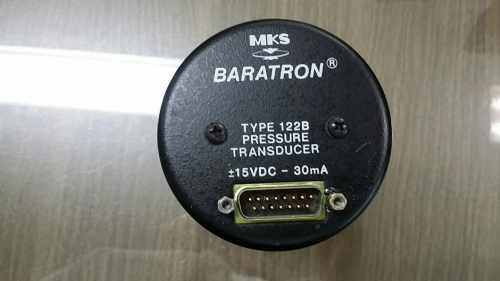 MKS
BARATRON®
TYPE 122B
PRESSURE
TRANSDUCER
±15VDC - 30mA